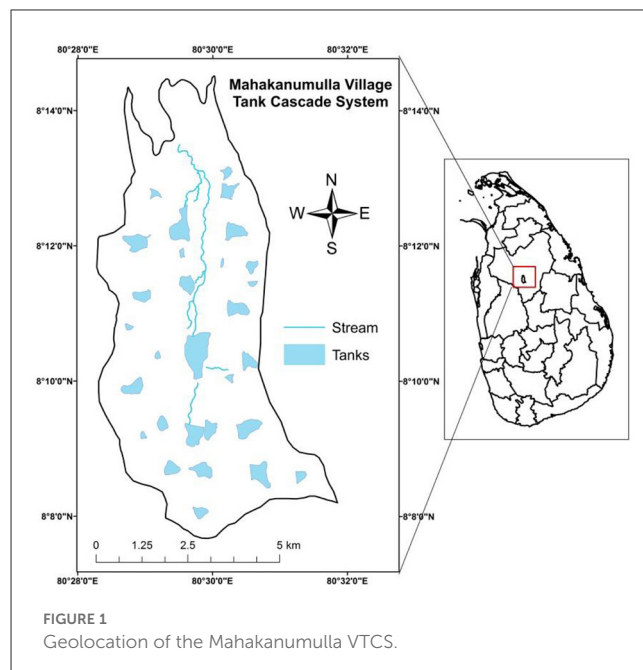 80°28'0"E 80°30'0"E 80°32'0"E
Mahakanumulla Village
Tank Cascade System
8°14'0"N 8°14'0"N
N
W E
S
8°12'0"N 8°12'0"N
Stream
Tanks
8°10'0"N 8°10'0"N
8°8'0"N 8°8'0"N
0 1.25 2.5 5 km
80°28'0"E 80°30'0"E 80°32'0"E
FIGURE 1
Geolocation of the Mahakanumulla VTCS.